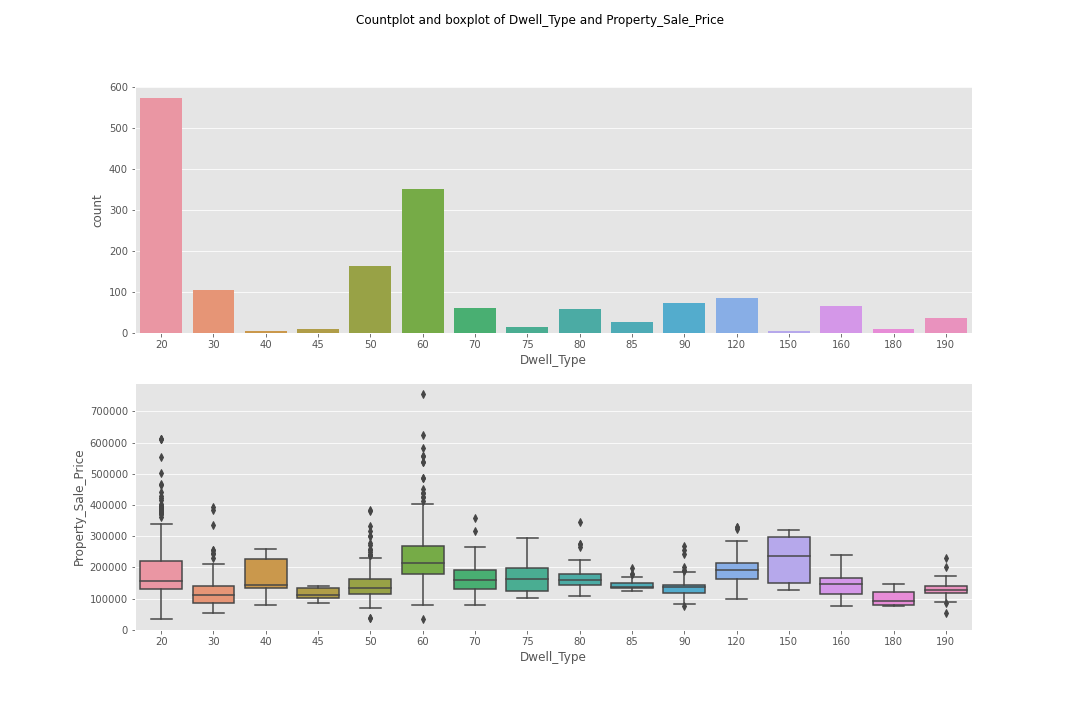 Countplot and boxplot of Dwell_Type and Property_Sale_Price
600
500
400
300
200
100
0
count
20 30 40 45 50 60 70 75 80 85 90 120 150 160 180 190
Dwell_Type
700000
600000
500000
400000
300000
200000
100000
0
Property_Sale_Price
20 30 40 45 50 60 70 75 80 85 90 120 150 160 180 190
Dwell_Type